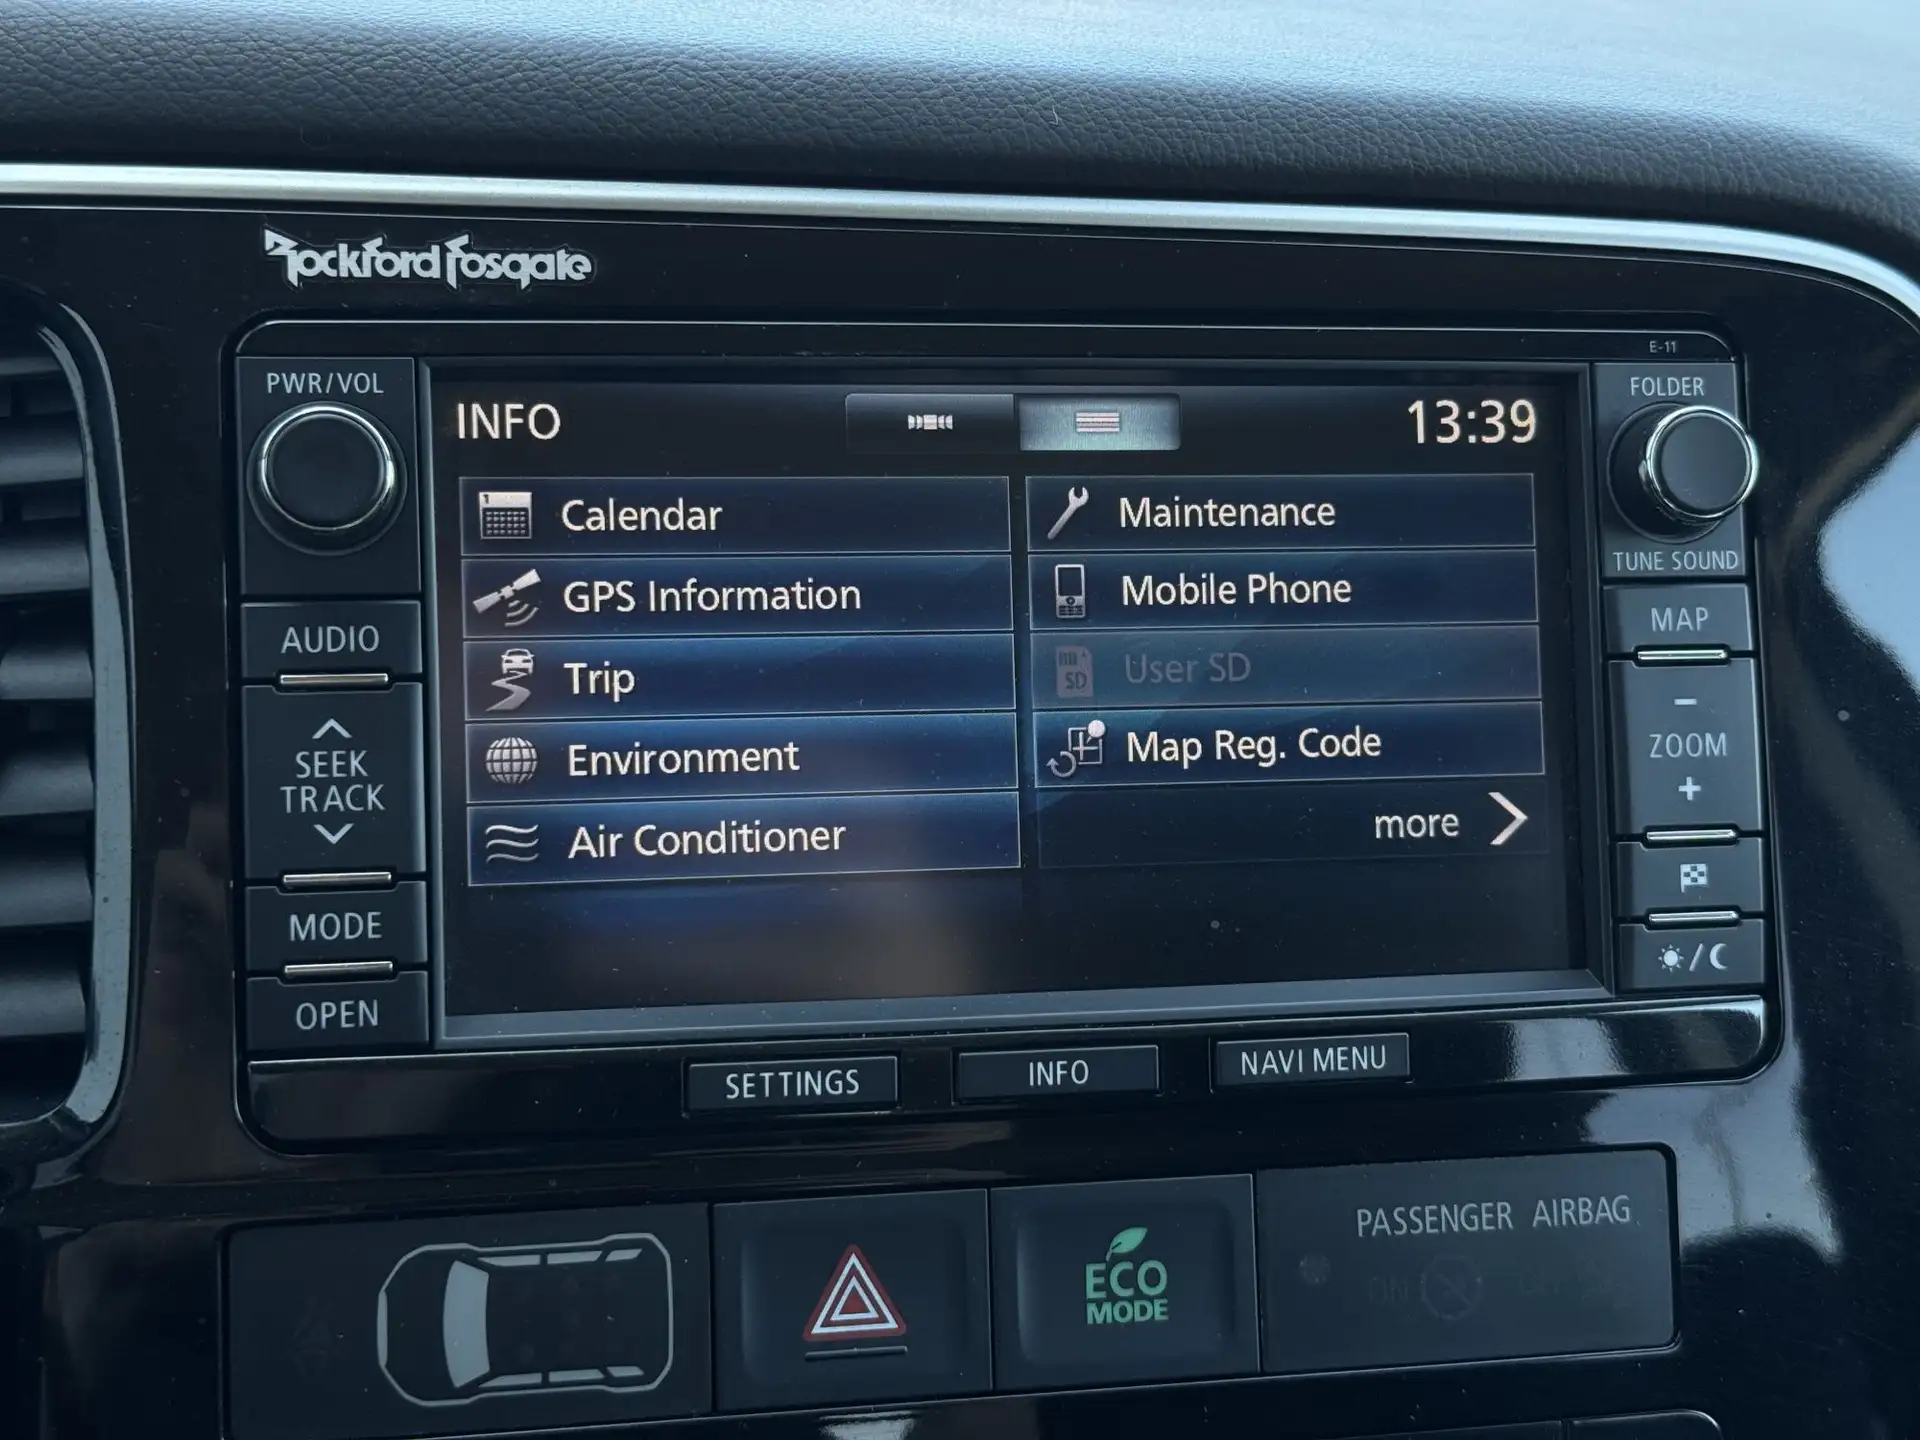 Rockford Fosgate
E-11
PWR/VOL
FOLDER
INFO
13:39
Calendar
Maintenance
GPS Information
Mobile Phone
Trip
SD
User SD
Environment
Map Reg. Code
Air Conditioner
more
TUNE SOUND
AUDIO
MAP
SEEK
TRACK
ZOOM
MODE
OPEN
SETTINGS
INFO
NAVI MENU
PASSENGER AIRBAG
ON
OFF
ECO
MODE